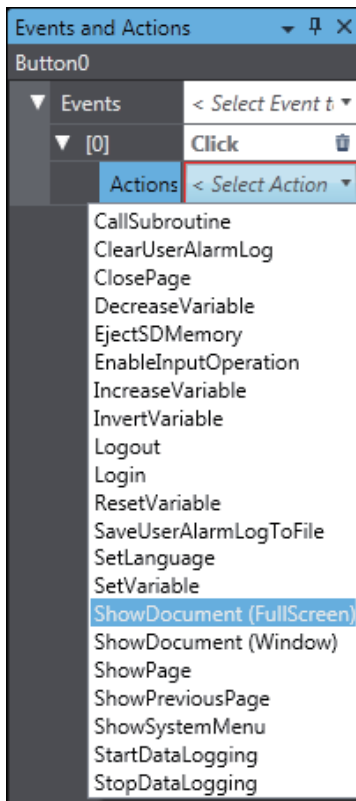 Events and Actions
Button0
Events < Select Event t
[0] Click
Actions < Select Action
CallSubroutine
ClearUserAlarmLog
ClosePage
DecreaseVariable
EjectSDMemory
EnableInputOperation
IncreaseVariable
InvertVariable
Logout
Login
ResetVariable
SaveUserAlarmLogToFile
SetLanguage
SetVariable
ShowDocument (FullScreen)
ShowDocument (Window)
ShowPage
ShowPreviousPage
ShowSystemMenu
StartDataLogging
StopDataLogging